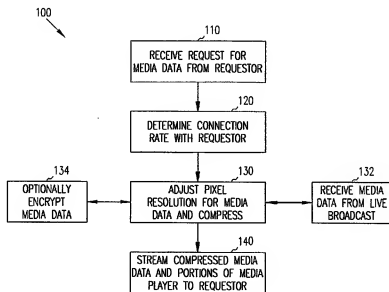 100
110
RECEIVE REQUEST FOR
MEDIA DATA FROM REQUESTOR
120
DETERMINE CONNECTION
RATE WITH REQUESTOR
134
OPTIONALLY
ENCRYPT
MEDIA DATA
130
ADJUST PIXEL
RESOLUTION FOR MEDIA
DATA AND COMPRESS
132
RECEIVE MEDIA
DATA FROM LIVE
BROADCAST
140
STREAM COMPRESSED MEDIA
DATA AND PORTIONS OF MEDIA
PLAYER TO REQUESTOR